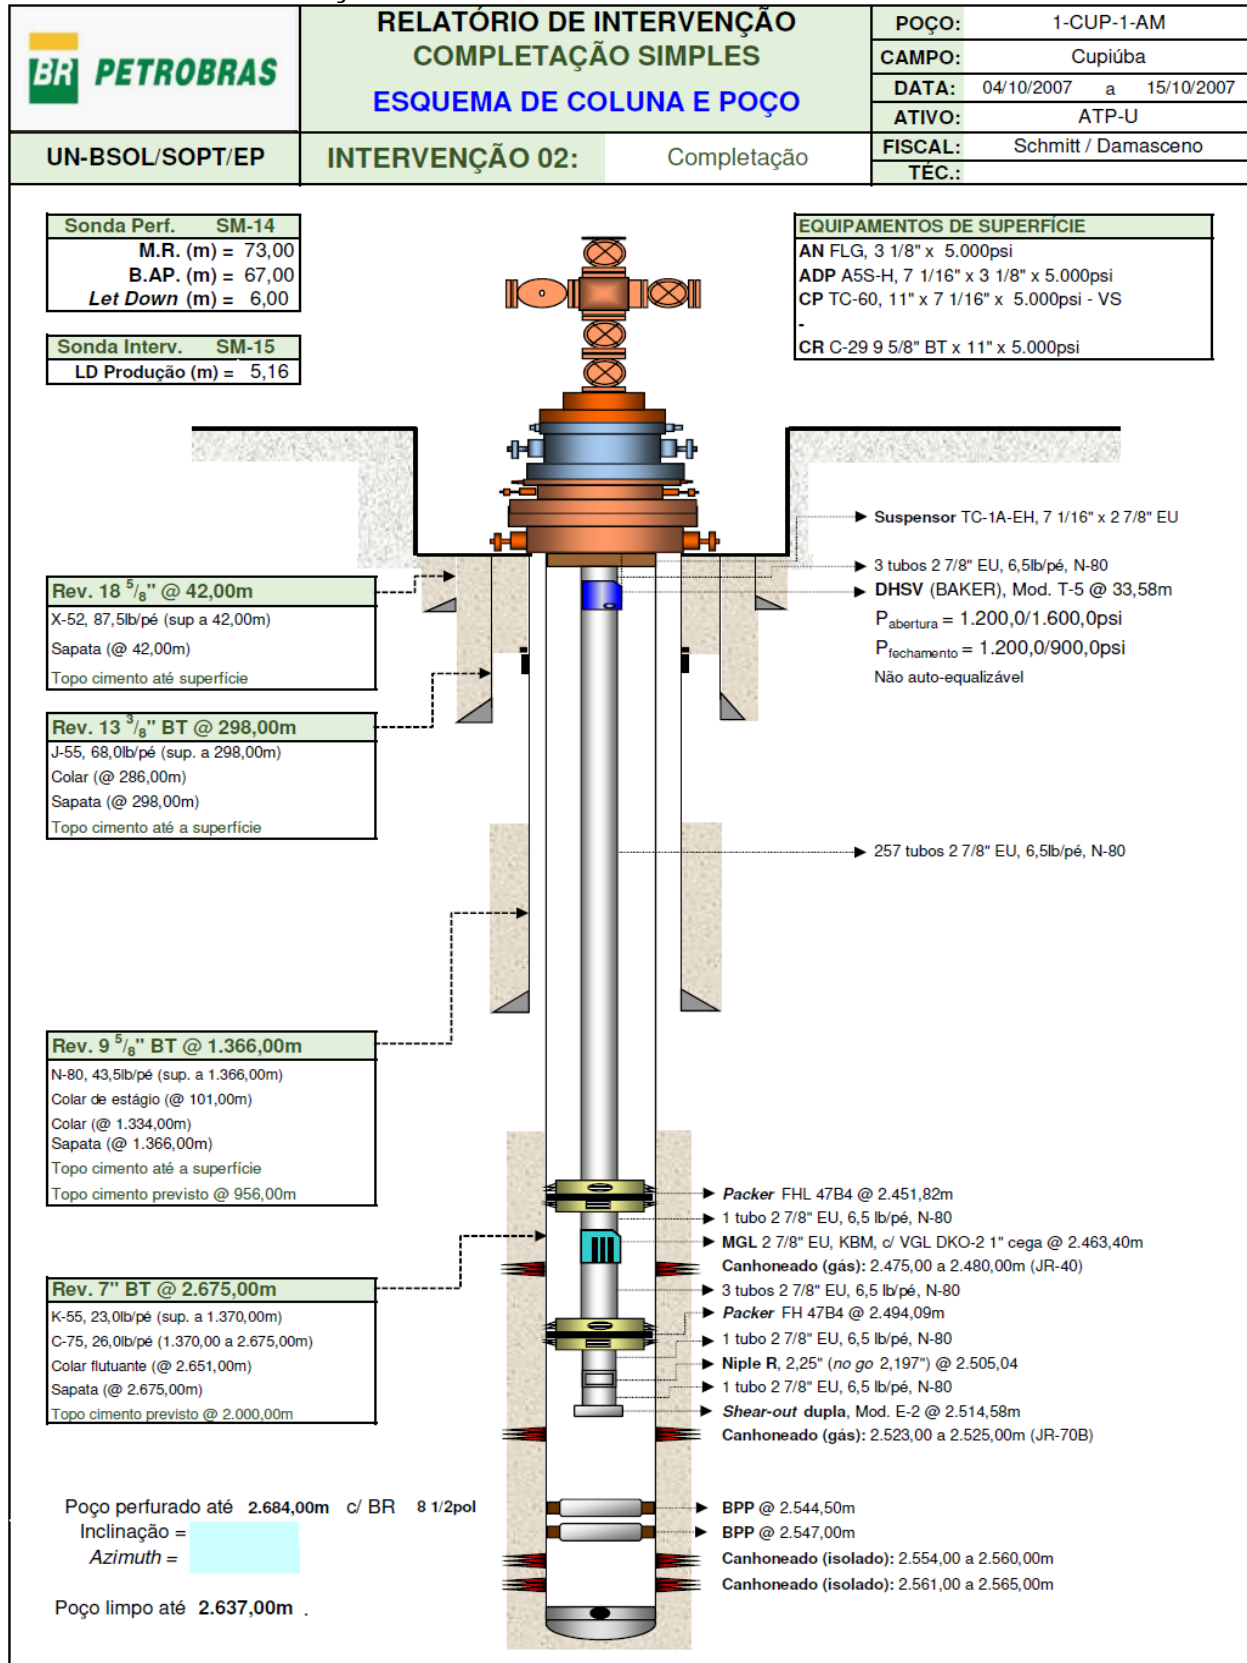 BR PETROBRAS
RELATÓRIO DE INTERVENÇÃO
COMPLETAÇÃO SIMPLES
ESQUEMA DE COLUNA E POÇO
POÇO: 1-CUP-1-AM
CAMPO: Cupiúba
DATA: 04/10/2007 a 15/10/2007
ATIVO: ATP-U
UN-BSOL/SOPT/EP
INTERVENÇÃO 02: Completação
FISCAL: Schmitt / Damasceno
TÉC.:
Sonda Perf. SM-14
M.R. (m) = 73,00
B.AP. (m) = 67,00
Let Down (m) = 6,00
Sonda Interv. SM-15
LD Produção (m) = 5,16
EQUIPAMENTOS DE SUPERFÍCIE
AN FLG, 3 1/8" x 5.000psi
ADP A5S-H, 7 1/16" x 3 1/8" x 5.000psi
CP TC-60, 11" x 7 1/16" x 5.000psi - VS
-
CR C-29 9 5/8" BT x 11" x 5.000psi
Suspensor TC-1A-EH, 7 1/16" x 2 7/8" EU
3 tubos 2 7/8" EU, 6,5lb/pé, N-80
DHSV (BAKER), Mod. T-5 @ 33,58m
Pabertura = 1.200,0/1.600,0psi
Pfechamento = 1.200,0/900,0psi
Não auto-equalizável
Rev. 18 5/8" @ 42,00m
X-52, 87,5lb/pé (sup a 42,00m)
Sapata (@ 42,00m)
Topo cimento até superfície
Rev. 13 3/8" BT @ 298,00m
J-55, 68,0lb/pé (sup. a 298,00m)
Colar (@ 286,00m)
Sapata (@ 298,00m)
Topo cimento até a superfície
257 tubos 2 7/8" EU, 6,5lb/pé, N-80
Rev. 9 5/8" BT @ 1.366,00m
N-80, 43,5lb/pé (sup. a 1.366,00m)
Colar de estágio (@ 101,00m)
Colar (@ 1.334,00m)
Sapata (@ 1.366,00m)
Topo cimento até a superfície
Topo cimento previsto @ 956,00m
Packer FHL 47B4 @ 2.451,82m
1 tubo 2 7/8" EU, 6,5 lb/pé, N-80
MGL 2 7/8" EU, KBM, c/ VGL DKO-2 1" cega @ 2.463,40m
Canhoneado (gás): 2.475,00 a 2.480,00m (JR-40)
3 tubos 2 7/8" EU, 6,5 lb/pé, N-80
Packer FH 47B4 @ 2.494,09m
1 tubo 2 7/8" EU, 6,5 lb/pé, N-80
Niple R, 2,25" (no go 2,197") @ 2.505,04
1 tubo 2 7/8" EU, 6,5 lb/pé, N-80
Shear-out dupla, Mod. E-2 @ 2.514,58m
Canhoneado (gás): 2.523,00 a 2.525,00m (JR-70B)
Rev. 7" BT @ 2.675,00m
K-55, 23,0lb/pé (sup. a 1.370,00m)
C-75, 26,0lb/pé (1.370,00 a 2.675,00m)
Colar flutuante (@ 2.651,00m)
Sapata (@ 2.675,00m)
Topo cimento previsto @ 2.000,00m
BPP @ 2.544,50m
BPP @ 2.547,00m
Canhoneado (isolado): 2.554,00 a 2.560,00m
Canhoneado (isolado): 2.561,00 a 2.565,00m
Poço perfurado até 2.684,00m c/ BR 8 1/2pol
Inclinação =
Azimuth =
Poço limpo até 2.637,00m .